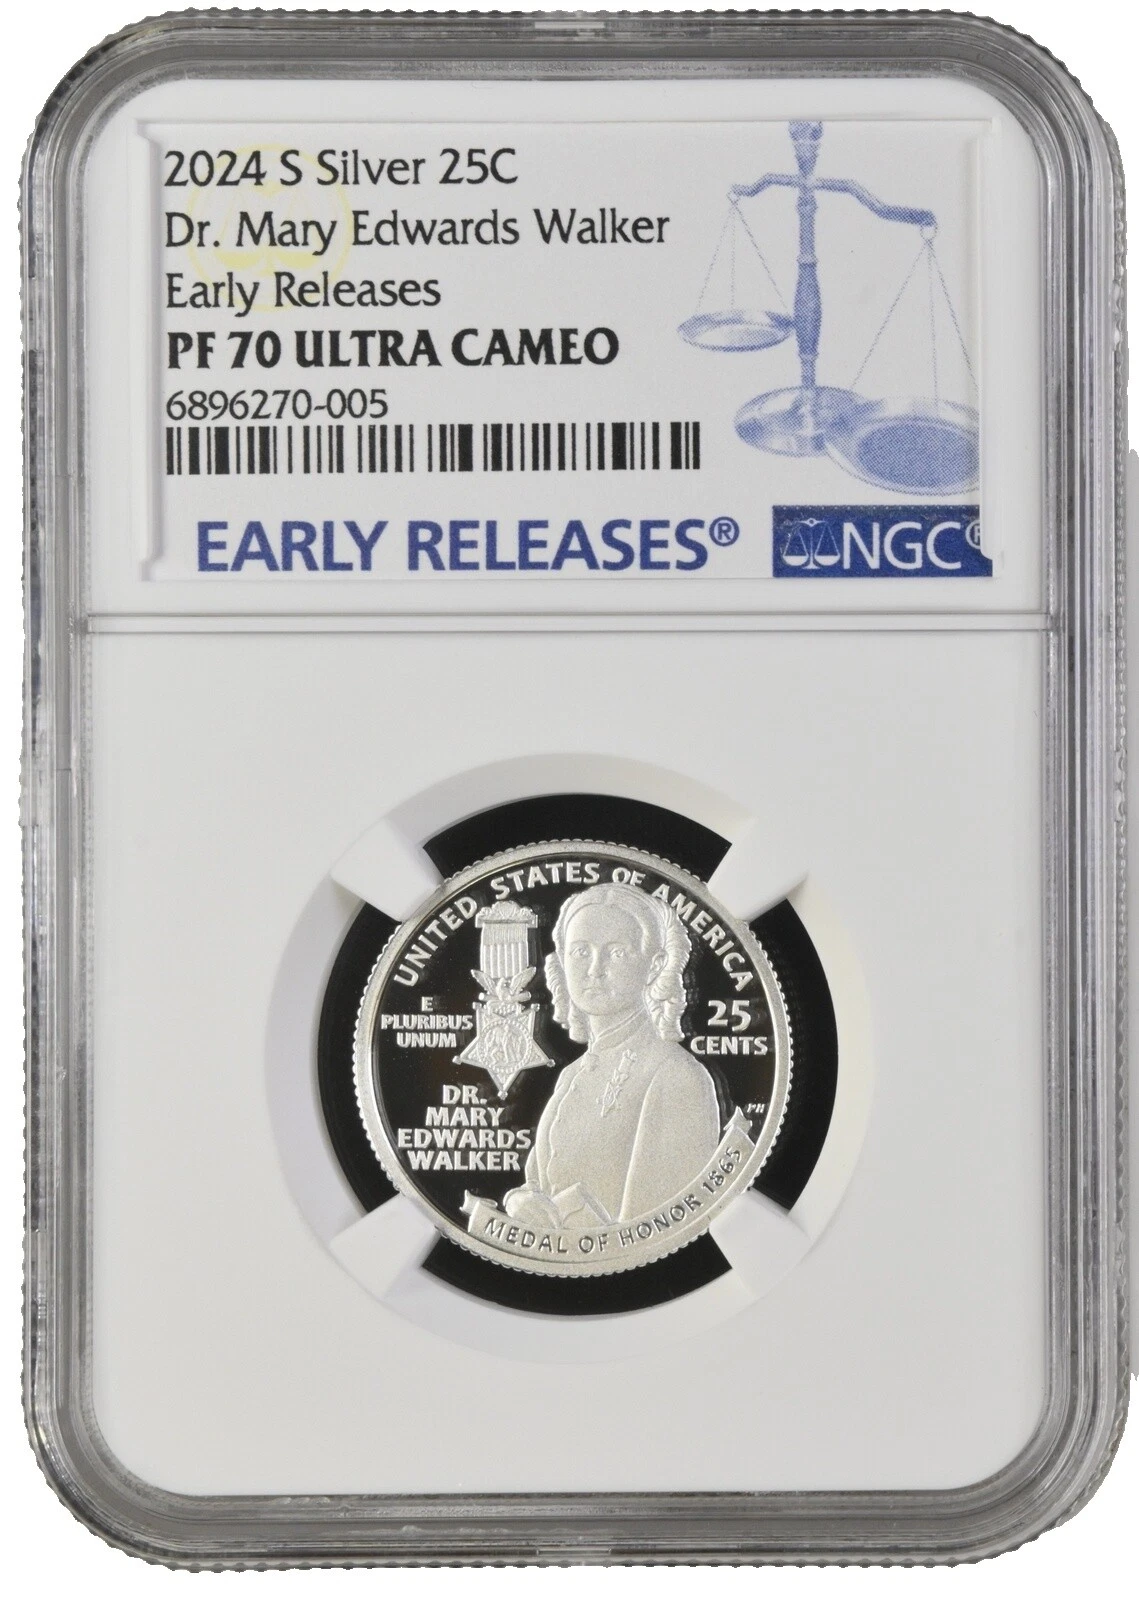 2024 S Silver 25C
Dr. Mary Edwards Walker
Early Releases
PF 70 ULTRA CAMEO
6896270-005
EARLY RELEASES®
NGC®
UNITED STATES OF AMERICA
E
PLURIBUS
UNUM
25
CENTS
DR.
MARY
EDWARDS
WALKER
PH
MEDAL OF HONOR 1865